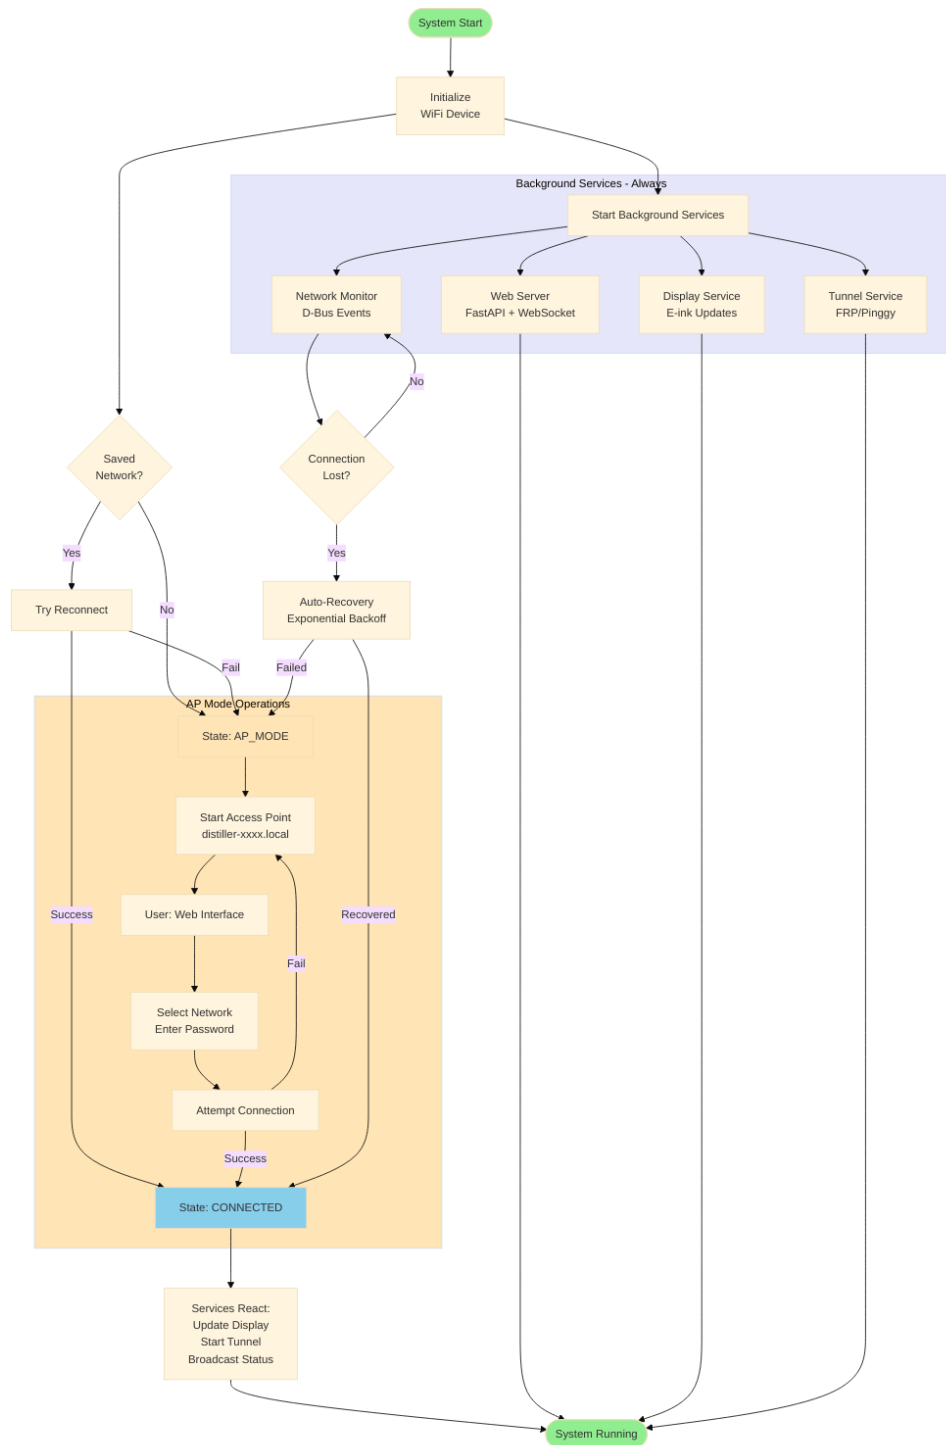 System Start
Initialize
WiFi Device
Background Services - Always
Start Background Services
Network Monitor
D-Bus Events
Web Server
FastAPI + WebSocket
Display Service
E-ink Updates
Tunnel Service
FRP/Pinggy
No
Saved
Network?
Connection
Lost?
Yes
Yes
Try Reconnect
No
Auto-Recovery
Exponential Backoff
Fail
Failed
AP Mode Operations
State: AP_MODE
Start Access Point
distiller-xxxx.local
Success
User: Web Interface
Recovered
Fail
Select Network
Enter Password
Attempt Connection
Success
State: CONNECTED
Services React:
Update Display
Start Tunnel
Broadcast Status
System Running